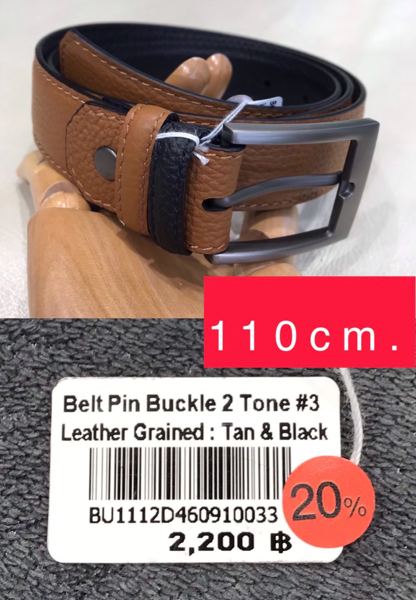 110cm.
Belt Pin Buckle 2 Tone #3
Leather Grained : Tan & Black
BU1112D460910033
20%
2,200 ฿